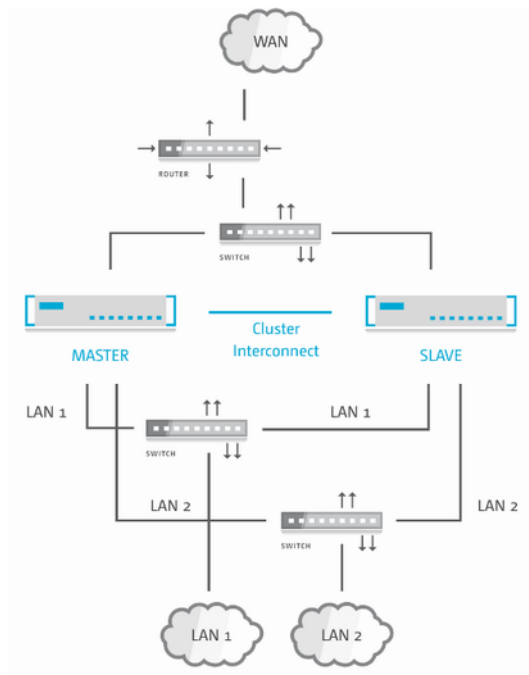 WAN
ROUTER
SWITCH
Cluster
Interconnect
MASTER
SLAVE
LAN 1
LAN 1
SWITCH
LAN 2
LAN 2
SWITCH
LAN 1
LAN 2